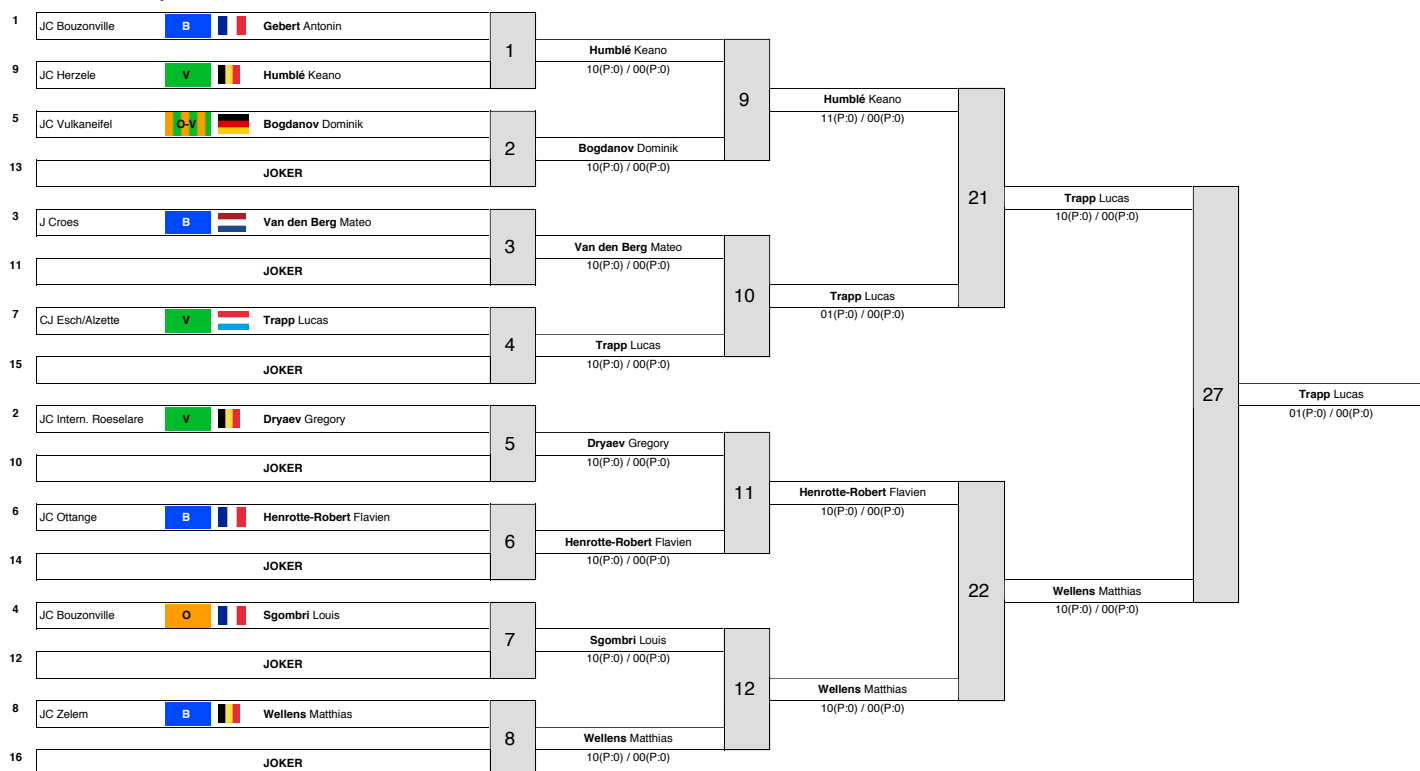 1 JC Bouzonville B Gebert Antonin
9 JC Herzele V Humblé Keano
5 JC Vulkaneifel O-V Bogdanov Dominik
13 JOKER
3 J Croes B Van den Berg Mateo
11 JOKER
7 CJ Esch/Alzette V Trapp Lucas
15 JOKER
2 JC Intern. Roeselare V Dryaev Gregory
10 JOKER
6 JC Ottange B Henrotte-Robert Flavien
14 JOKER
4 JC Bouzonville O Sgombri Louis
12 JOKER
8 JC Zelem B Wellens Matthias
16 JOKER
1
2
3
4
5
6
7
8
Humblé Keano
10(P:0) / 00(P:0)
Bogdanov Dominik
10(P:0) / 00(P:0)
Van den Berg Mateo
10(P:0) / 00(P:0)
Trapp Lucas
10(P:0) / 00(P:0)
Dryaev Gregory
10(P:0) / 00(P:0)
Henrotte-Robert Flavien
10(P:0) / 00(P:0)
Sgombri Louis
10(P:0) / 00(P:0)
Wellens Matthias
10(P:0) / 00(P:0)
9
10
11
12
Humblé Keano
11(P:0) / 00(P:0)
Trapp Lucas
01(P:0) / 00(P:0)
Henrotte-Robert Flavien
10(P:0) / 00(P:0)
Wellens Matthias
10(P:0) / 00(P:0)
21
22
Trapp Lucas
10(P:0) / 00(P:0)
Wellens Matthias
10(P:0) / 00(P:0)
27
Trapp Lucas
01(P:0) / 00(P:0)